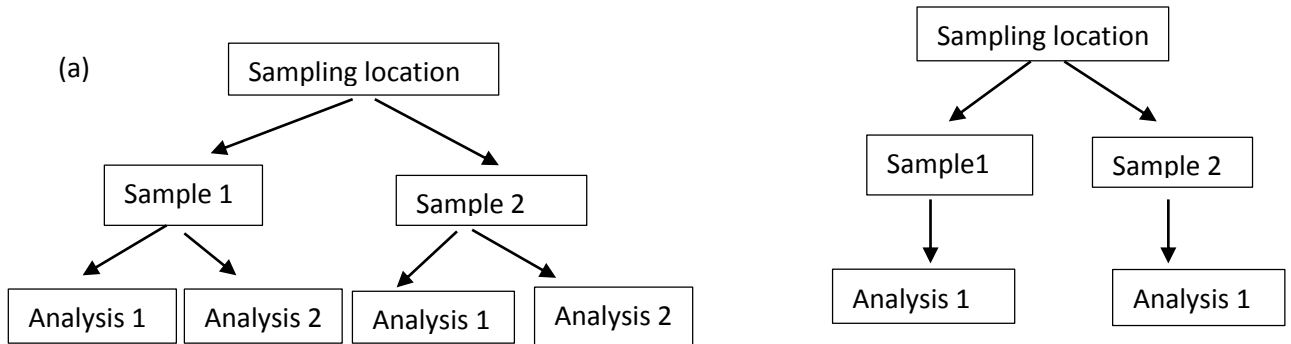 (a)
Sampling location
Sample 1
Sample 2
Analysis 1
Analysis 2
Analysis 1
Analysis 2
Sampling location
Sample1
Sample 2
Analysis 1
Analysis 1